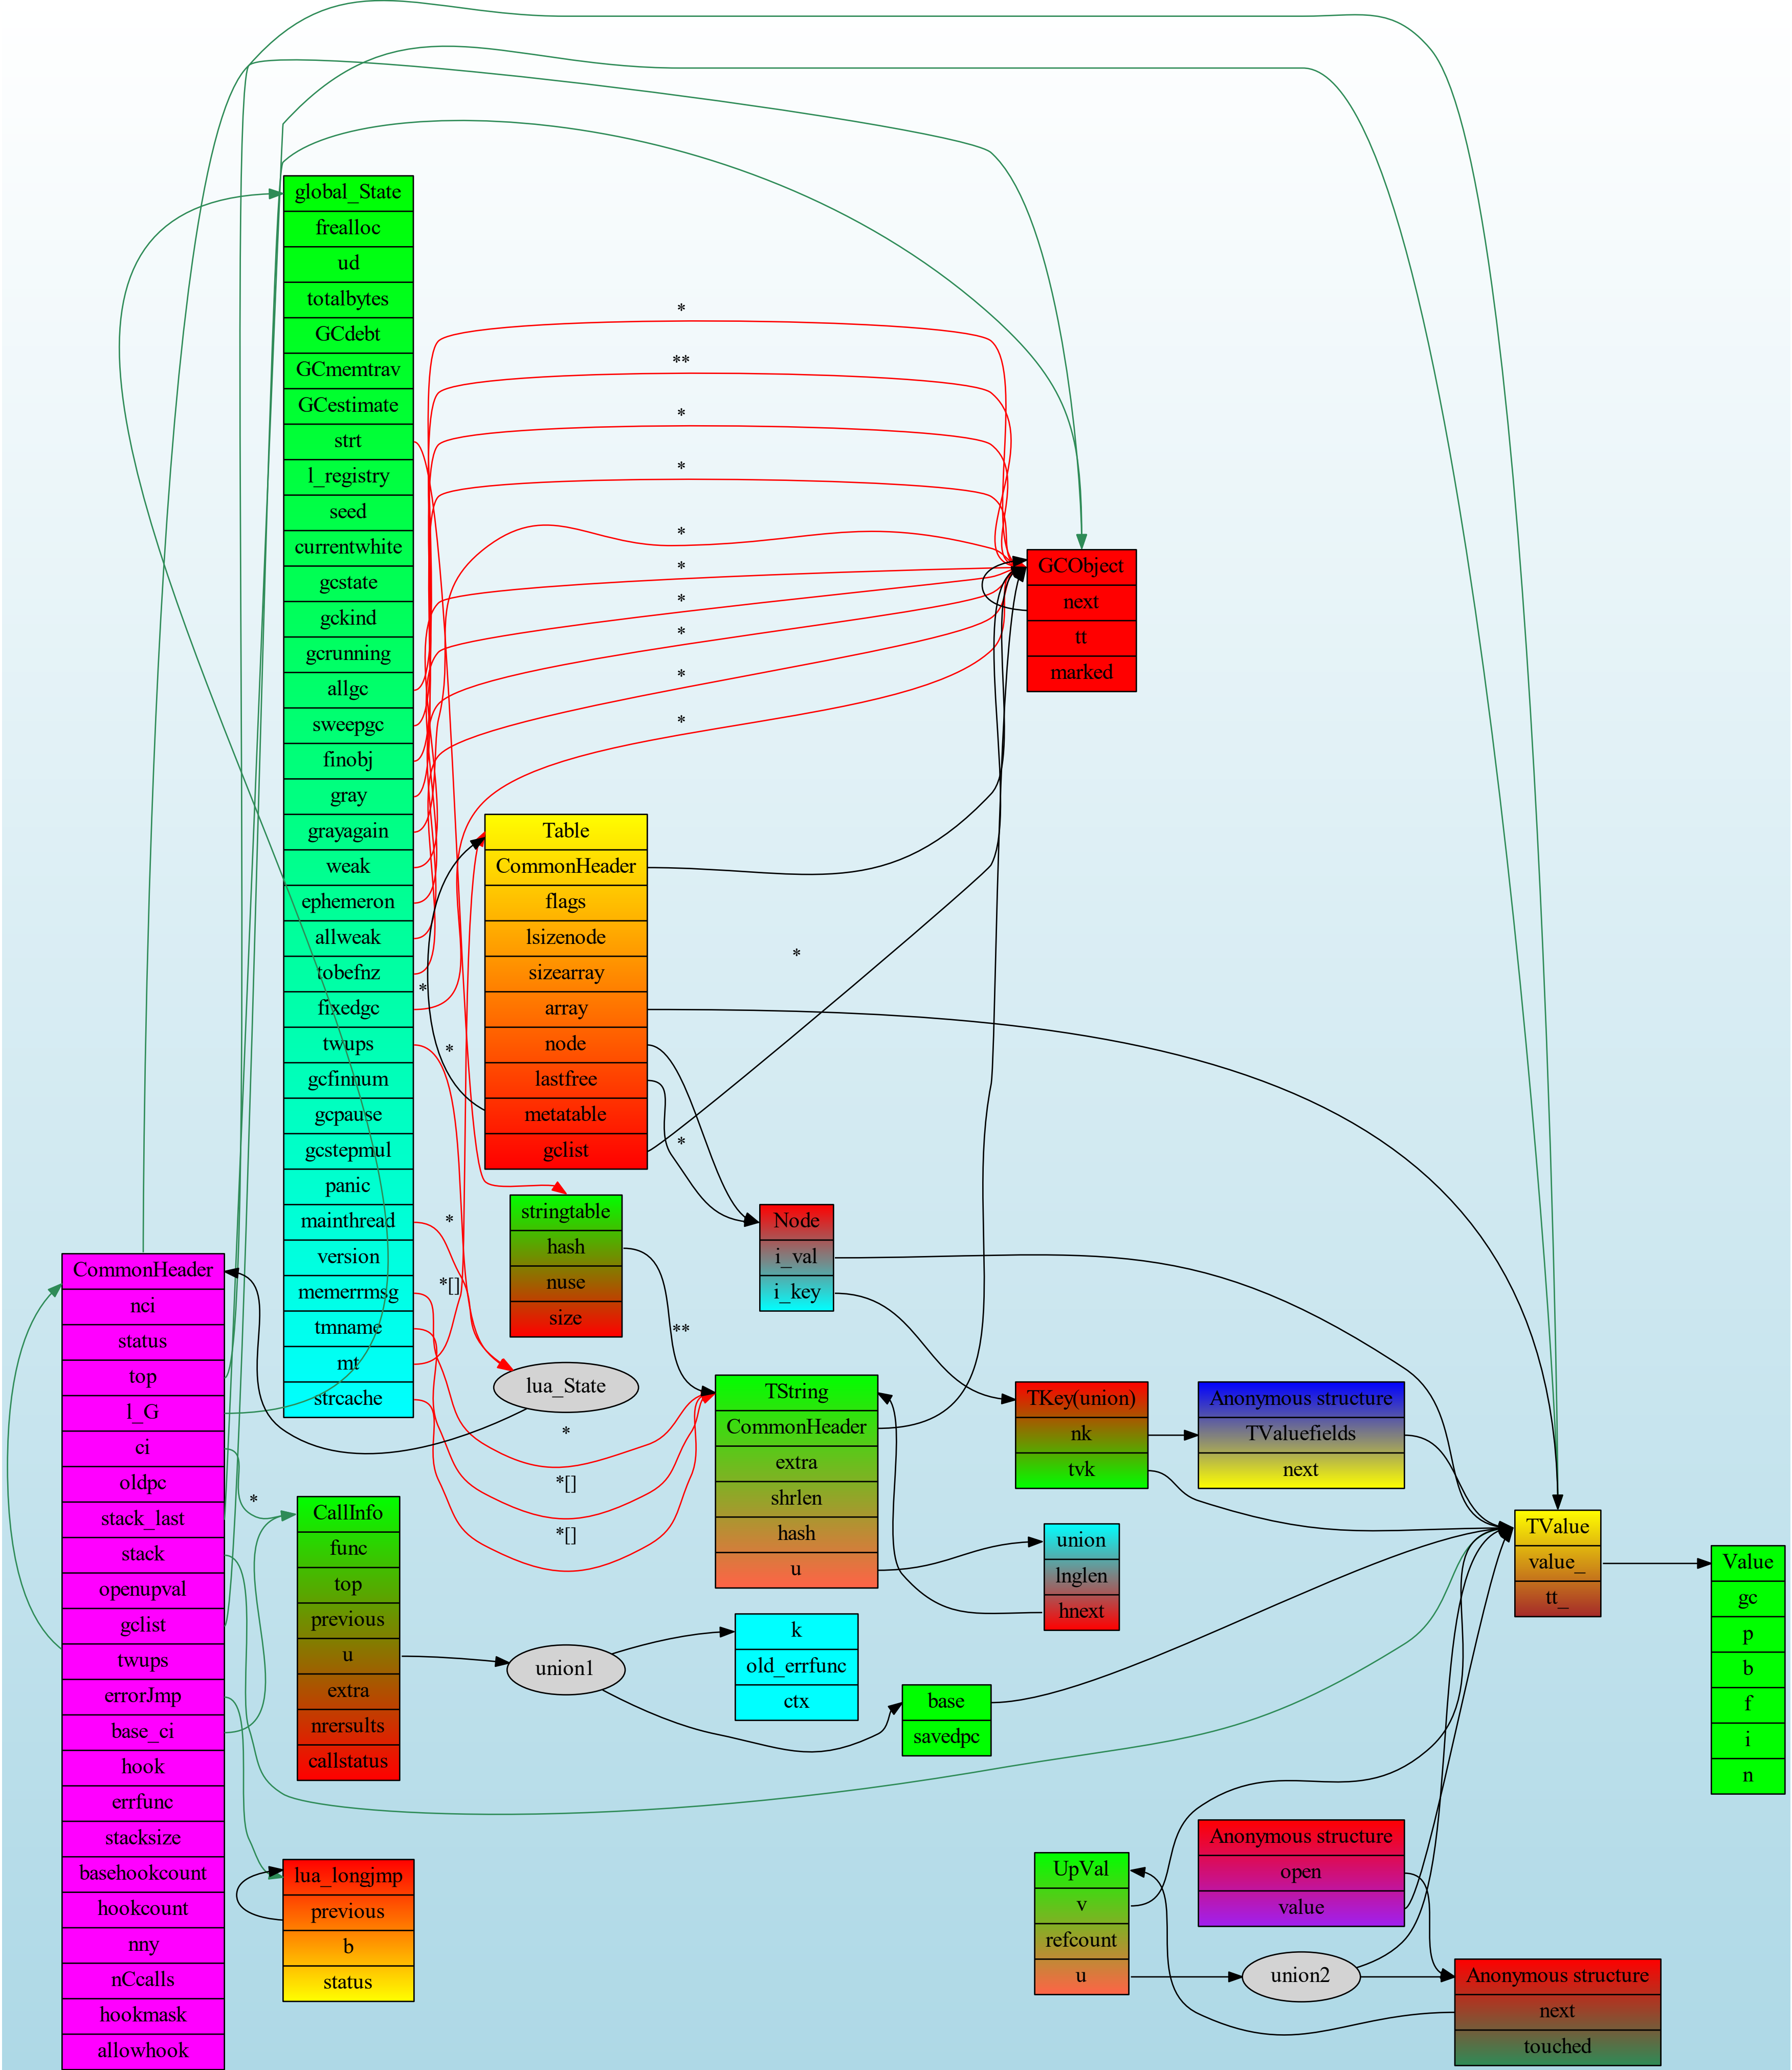 global_State
frealloc
ud
totalbytes
GCdebt
GCmemtrav
GCestimate
strt
l_registry
seed
currentwhite
gcstate
gckind
gcrunning
allgc
sweepgc
finobj
gray
grayagain
weak
ephemeron
allweak
tobefnz
fixedgc
twups
gcfinnum
gcpause
gcstepmul
panic
mainthread
version
memerrmsg
tmname
mt
strcache
*
**
*
*
*
*
*
*
*
*
GCObject
next
tt
marked
Table
CommonHeader
flags
lsizenode
sizearray
array
node
lastfree
metatable
gclist
*
*
*
*
*
*[]
stringtable
hash
nuse
size
**
lua_State
*
*[]
*[]
Node
i_val
i_key
CommonHeader
nci
status
top
l_G
ci
oldpc
stack_last
stack
openupval
gclist
twups
errorJmp
base_ci
hook
errfunc
stacksize
basehookcount
hookcount
nny
nCcalls
hookmask
allowhook
*
TString
CommonHeader
extra
shrlen
hash
u
TKey(union)
nk
tvk
Anonymous structure
TValuefields
next
union
lnglen
hnext
TValue
value_
tt_
Value
gc
p
b
f
i
n
CallInfo
func
top
previous
u
extra
nrersults
callstatus
union1
k
old_errfunc
ctx
base
savedpc
lua_longjmp
previous
b
status
UpVal
v
refcount
u
Anonymous structure
open
value
union2
Anonymous structure
next
touched